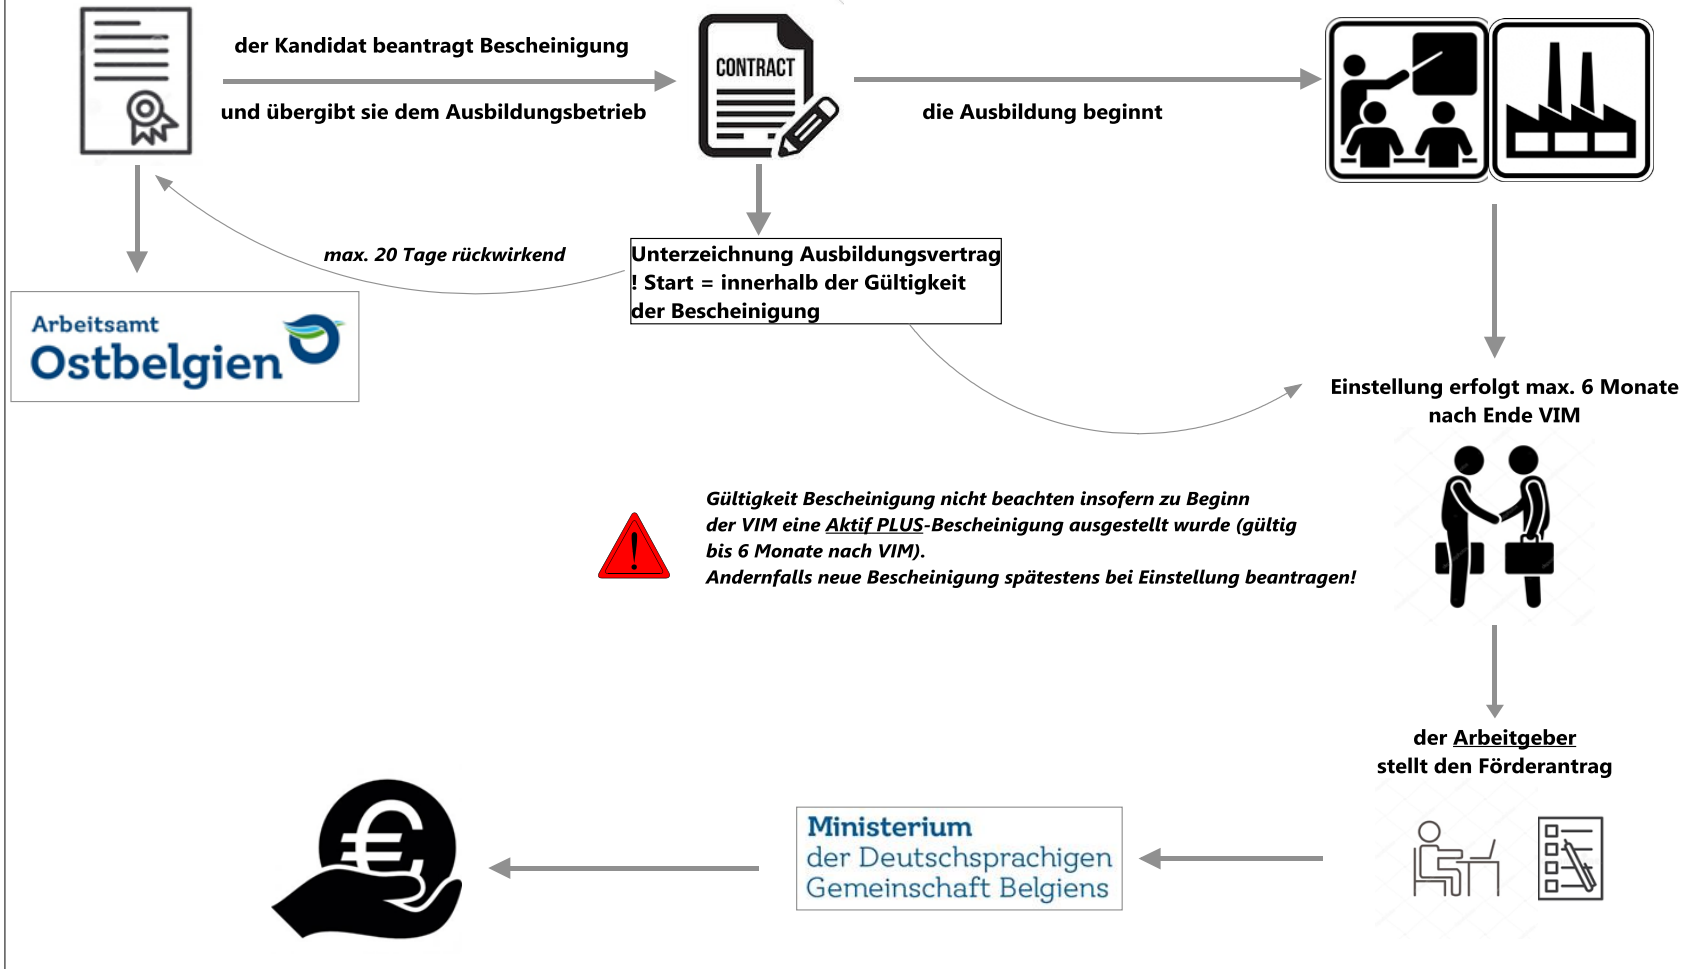 der Kandidat beantragt Bescheinigung
und übergibt sie dem Ausbildungsbetrieb
CONTRACT
die Ausbildung beginnt
max. 20 Tage rückwirkend
Unterzeichnung Ausbildungsvertrag
! Start = innerhalb der Gültigkeit
der Bescheinigung
Arbeitsamt
Ostbelgien
Einstellung erfolgt max. 6 Monate
nach Ende VIM
Gültigkeit Bescheinigung nicht beachten insofern zu Beginn
der VIM eine Aktif PLUS-Bescheinigung ausgestellt wurde (gültig
bis 6 Monate nach VIM).
Andernfalls neue Bescheinigung spätestens bei Einstellung beantragen!
!
der Arbeitgeber
stellt den Förderantrag
€
Ministerium
der Deutschsprachigen
Gemeinschaft Belgiens